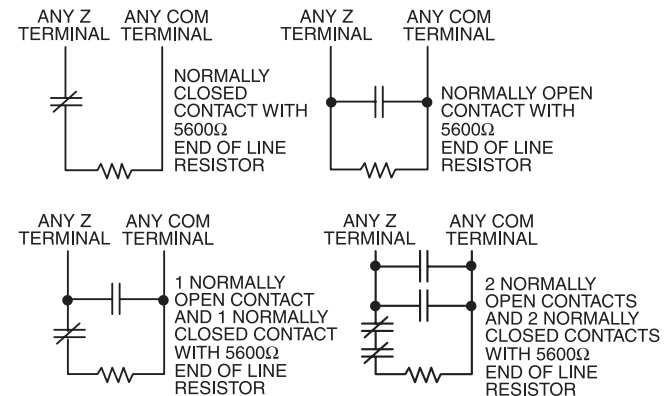 ANY Z TERMINAL
ANY COM TERMINAL
NORMALLY
CLOSED
CONTACT WITH
5600Ω
END OF LINE
RESISTOR
ANY Z TERMINAL
ANY COM TERMINAL
NORMALLY OPEN
CONTACT WITH
5600Ω
END OF LINE
RESISTOR
ANY Z TERMINAL
ANY COM TERMINAL
1 NORMALLY
OPEN CONTACT
AND 1 NORMALLY
CLOSED CONTACT
WITH 5600Ω
END OF LINE
RESISTOR
ANY Z TERMINAL
ANY COM TERMINAL
2 NORMALLY
OPEN CONTACTS
AND 2 NORMALLY
CLOSED CONTACTS
WITH 5600Ω
END OF LINE
RESISTOR